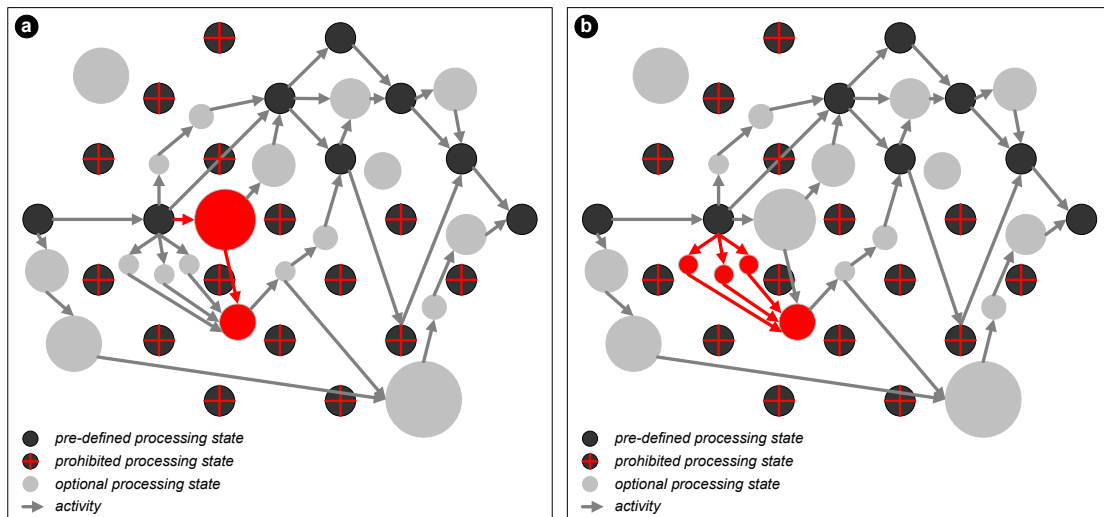 a
pre-defined processing state
prohibited processing state
optional processing state
activity
b
pre-defined processing state
prohibited processing state
optional processing state
activity